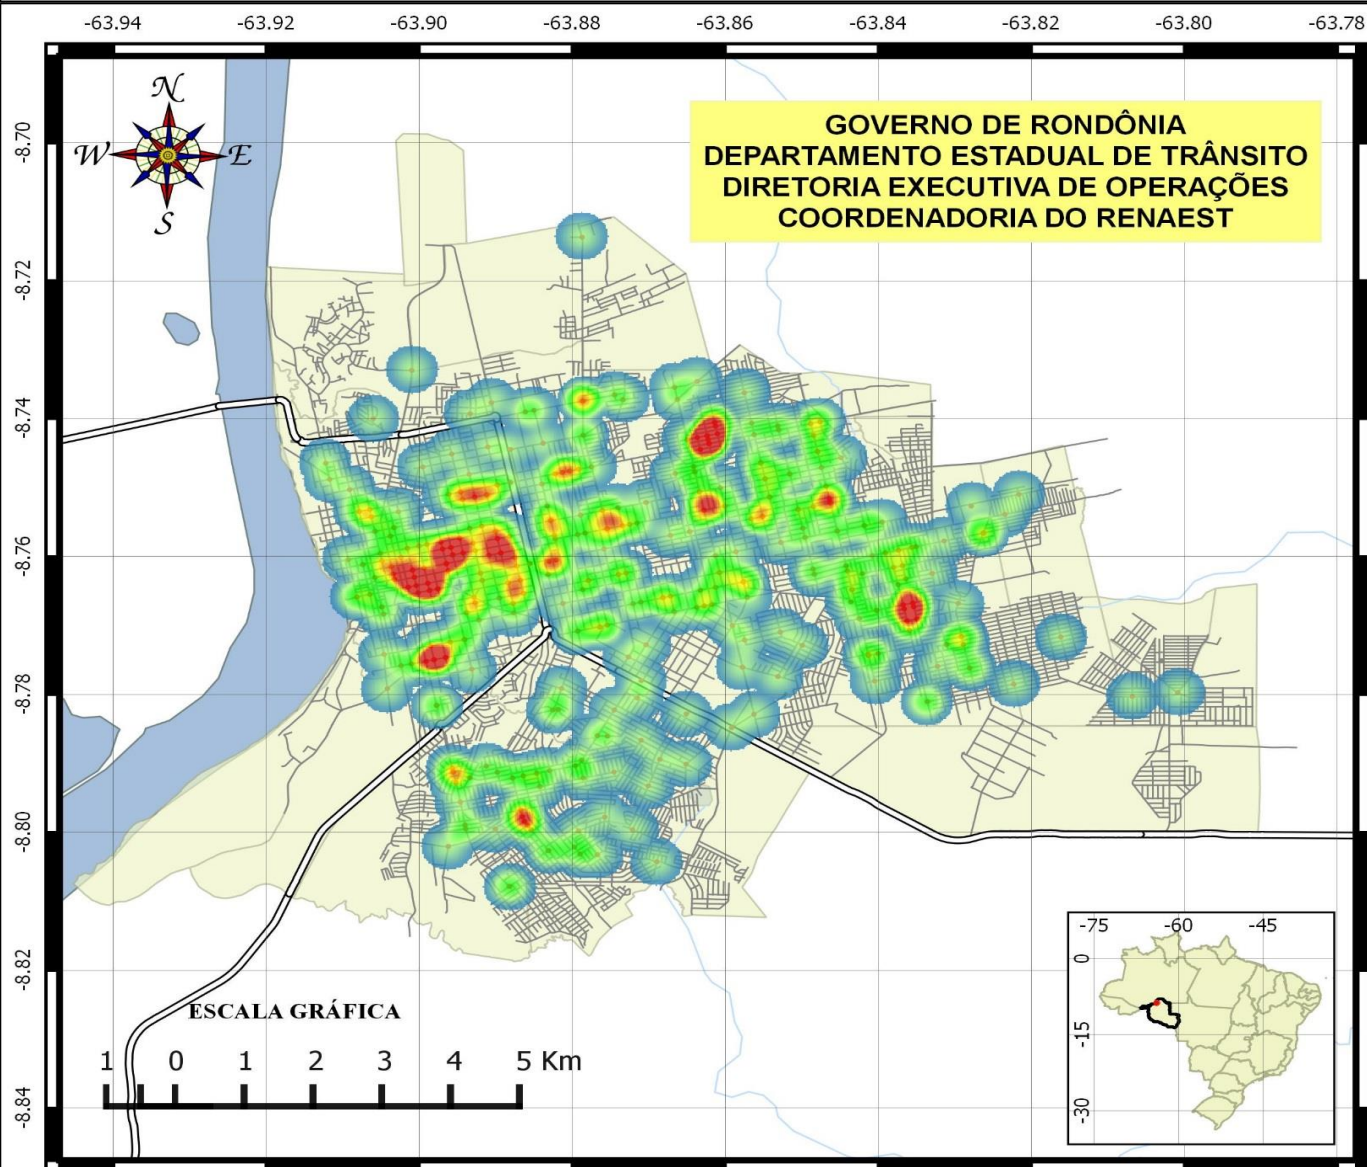 -63.94 -63.92 -63.90 -63.88 -63.86 -63.84 -63.82 -63.80 -63.78
N
W E
S
GOVERNO DE RONDÔNIA
DEPARTAMENTO ESTADUAL DE TRÂNSITO
DIRETORIA EXECUTIVA DE OPERAÇÕES
COORDENADORIA DO RENAEST
-8.70
-8.72
-8.74
-8.76
-8.78
-8.80
-8.82
-8.84
ESCALA GRÁFICA
1 0 1 2 3 4 5 Km
-75 -60 -45
0
-15
-30